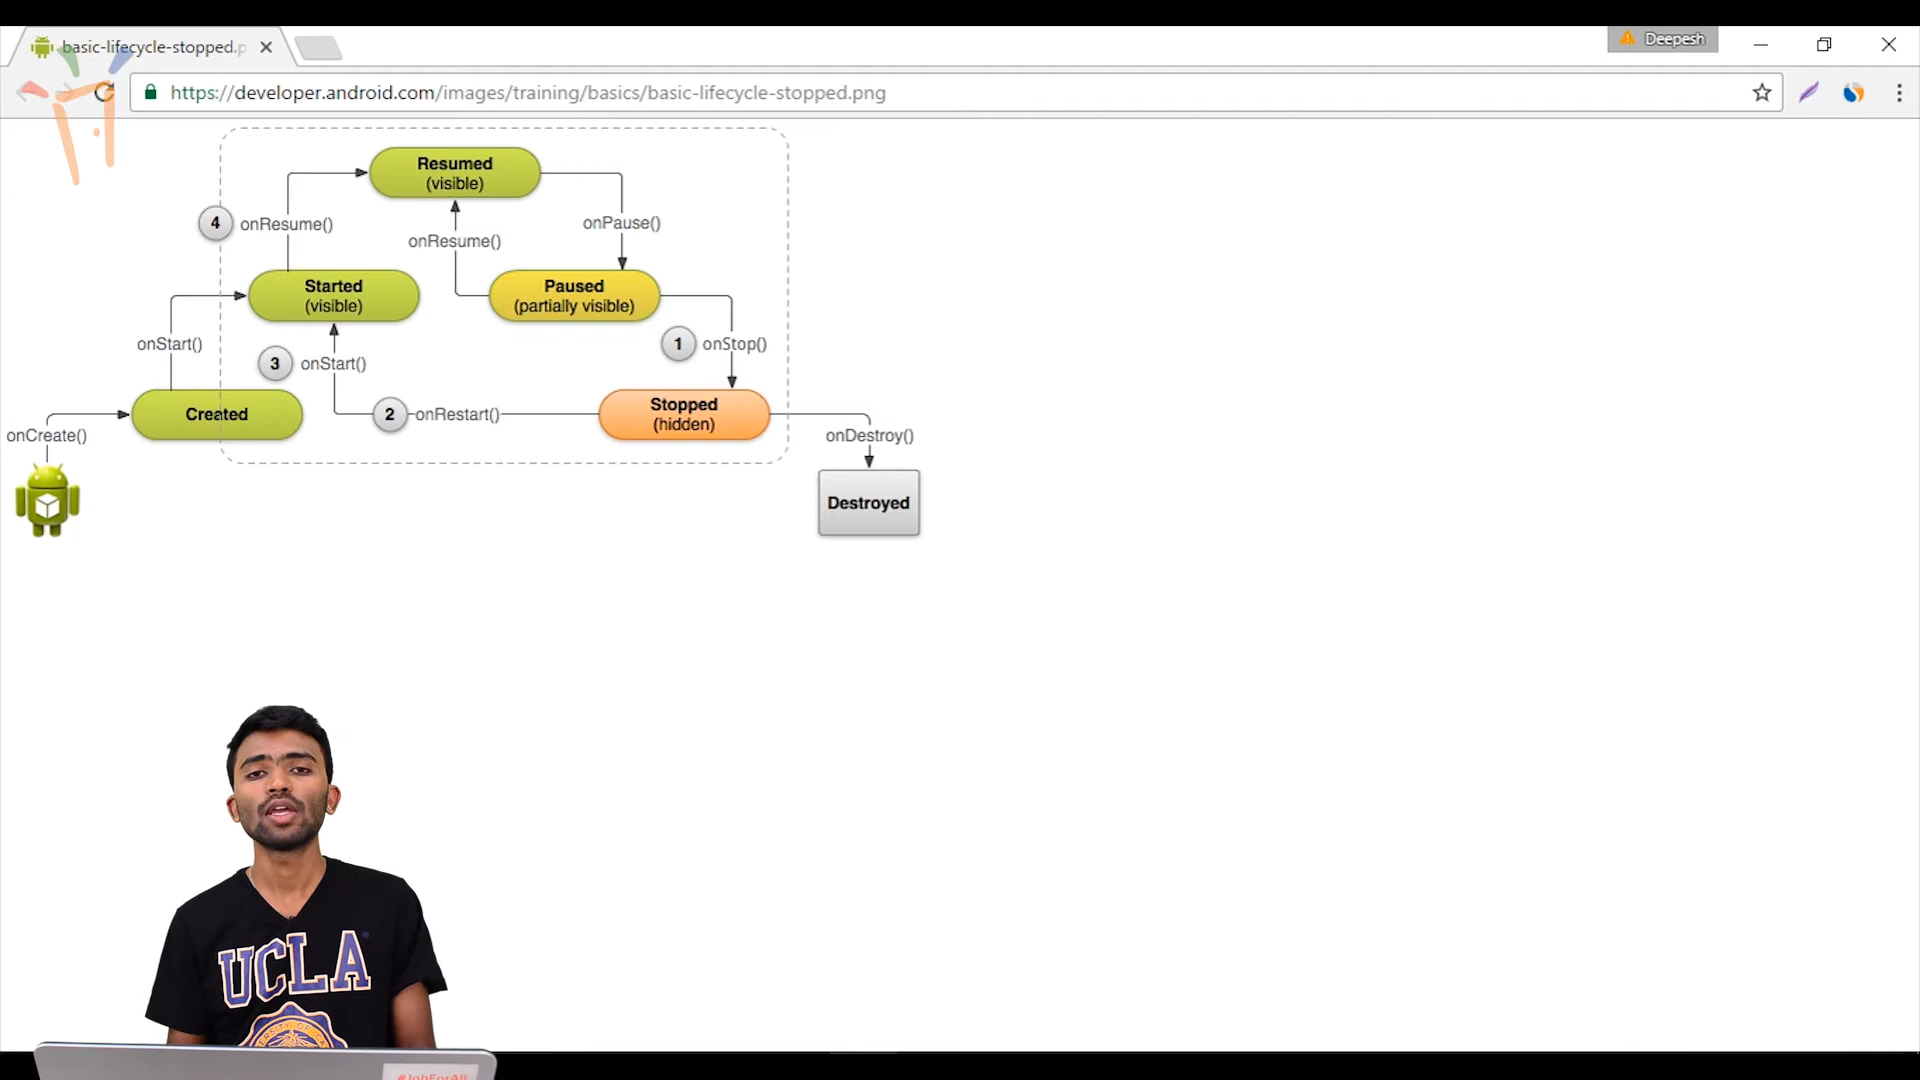 basic-lifecycle-stopped.p
Deepesh
https://developer.android.com/images/training/basics/basic-lifecycle-stopped.png
Resumed
(visible)
4
onResume()
onResume()
onPause()
Started
(visible)
Paused
(partially visible)
onStart()
3
onStart()
1
onStop()
Created
2
onRestart()
Stopped
(hidden)
onCreate()
onDestroy()
Destroyed
UCLA
#JobForAll